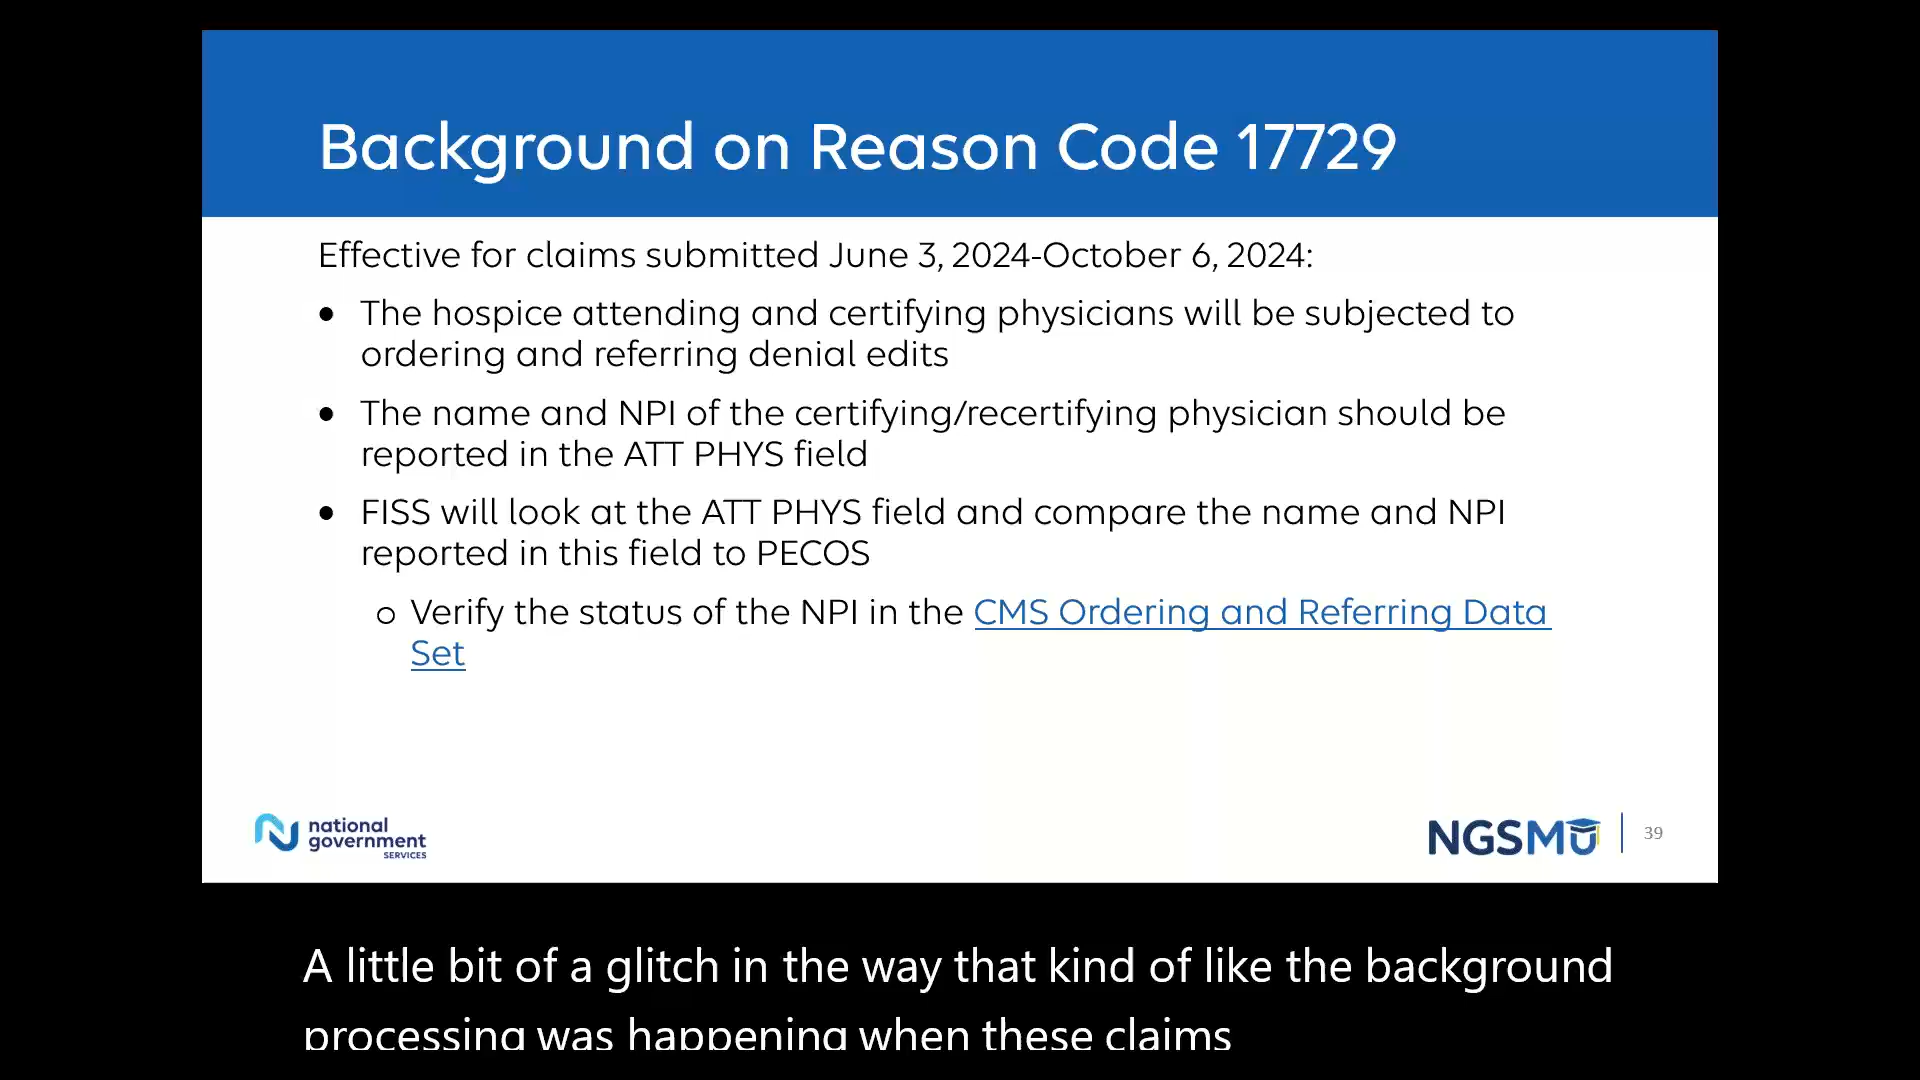 Background on Reason Code 17729
Effective for claims submitted June 3, 2024-October 6, 2024:
• The hospice attending and certifying physicians will be subjected to
ordering and referring denial edits
• The name and NPI of the certifying/recertifying physician should be
reported in the ATT PHYS field
• FISS will look at the ATT PHYS field and compare the name and NPI
reported in this field to PECOS
o Verify the status of the NPI in the CMS Ordering and Referring Data
Set
national
government
SERVICES
NGSMU
39
A little bit of a glitch in the way that kind of like the background
processing was happening when these claims